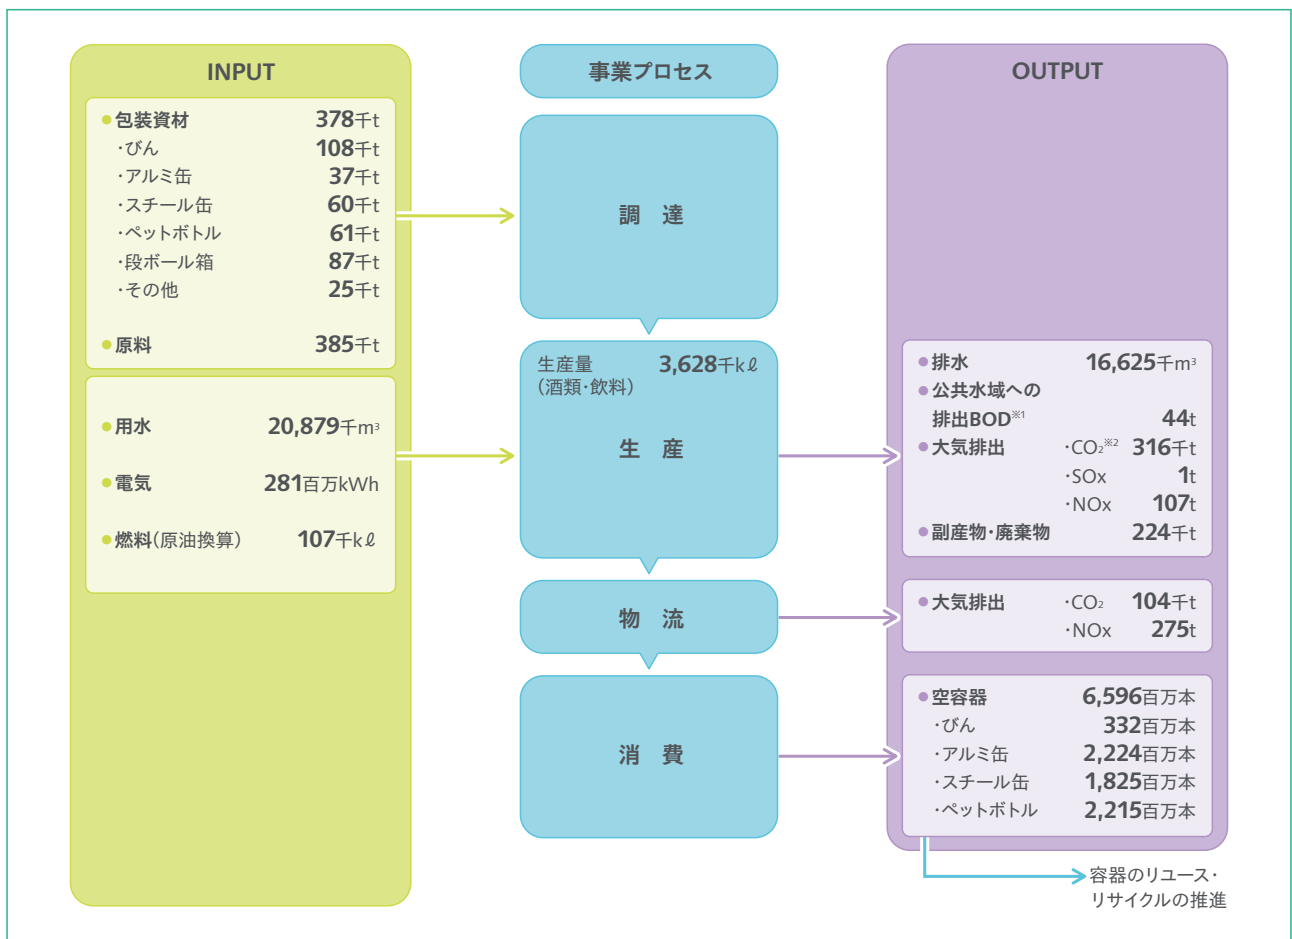 INPUT
●包装資材 378千t
・びん 108千t
・アルミ缶 37千t
・スチール缶 60千t
・ペットボトル 61千t
・段ボール箱 87千t
・その他 25千t
●原料 385千t
●用水 20,879千m³
●電気 281百万kWh
●燃料(原油換算) 107千kℓ
事業プロセス
調 達
生産量 3,628千kℓ
(酒類・飲料)
生 産
物 流
消 費
OUTPUT
●排水 16,625千m³
●公共水域への
排出BOD※1 44t
●大気排出 ・CO₂※2 316千t
・SOx 1t
・NOx 107t
●副産物・廃棄物 224千t
●大気排出 ・CO₂ 104千t
・NOx 275t
●空容器 6,596百万本
・びん 332百万本
・アルミ缶 2,224百万本
・スチール缶 1,825百万本
・ペットボトル 2,215百万本
容器のリユース・
リサイクルの推進